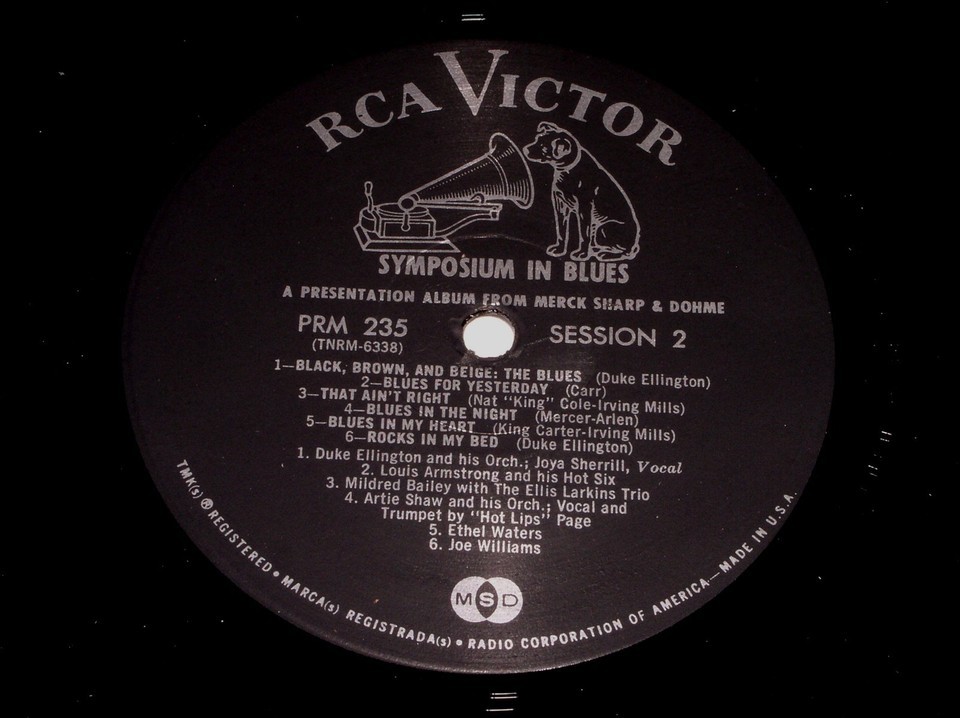 RCA VICTOR
SYMPOSIUM IN BLUES
A PRESENTATION ALBUM FROM MERCK SHARP & DOHME
PRM 235
(TNRM-6338)
SESSION 2
1—BLACK, BROWN, AND BEIGE: THE BLUES (Duke Ellington)
2—BLUES FOR YESTERDAY (Carr)
3—THAT AIN'T RIGHT (Nat "King" Cole-Irving Mills)
4—BLUES IN THE NIGHT (Mercer-Arlen)
5—BLUES IN MY HEART (King Carter-Irving Mills)
6—ROCKS IN MY BED (Duke Ellington)
1. Duke Ellington and his Orch.; Joya Sherrill, Vocal
2. Louis Armstrong and his Hot Six
3. Mildred Bailey with The Ellis Larkins Trio
4. Artie Shaw and his Orch.; Vocal and
Trumpet by "Hot Lips" Page
5. Ethel Waters
6. Joe Williams
MSD
TMK(s) ® REGISTERED • MARCA(s) REGISTRADA(s) • RADIO CORPORATION OF AMERICA—MADE IN U.S.A.